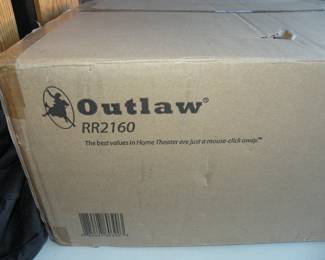 Outlaw®
RR2160
The best values in Home Theater are just a mouse-click away.™